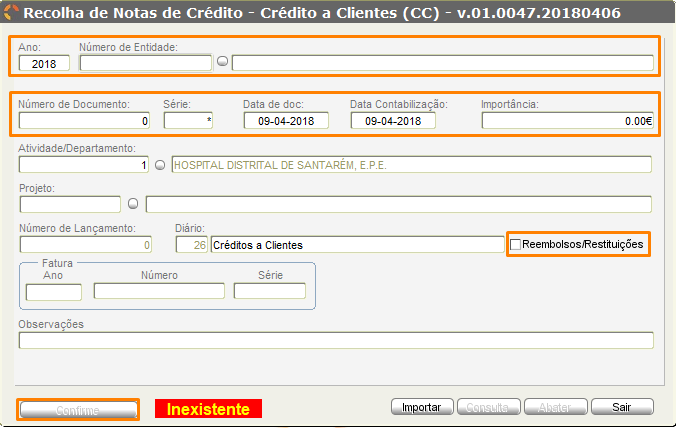 Recolha de Notas de Crédito - Crédito a Clientes (CC) - v.01.0047.20180406
Ano: Número de Entidade:
2018
Número de Documento: Série: Data de doc: Data Contabilização: Importância:
0 * 09-04-2018 09-04-2018 0.00€
Atividade/Departamento:
1 HOSPITAL DISTRITAL DE SANTARÉM, E.P.E.
Projeto:
Número de Lançamento: Diário:
0 26 Créditos a Clientes Reembolsos/Restituições
Fatura
Ano Número Série
Observações
Confirme Inexistente Importar Consulta Abater Sair